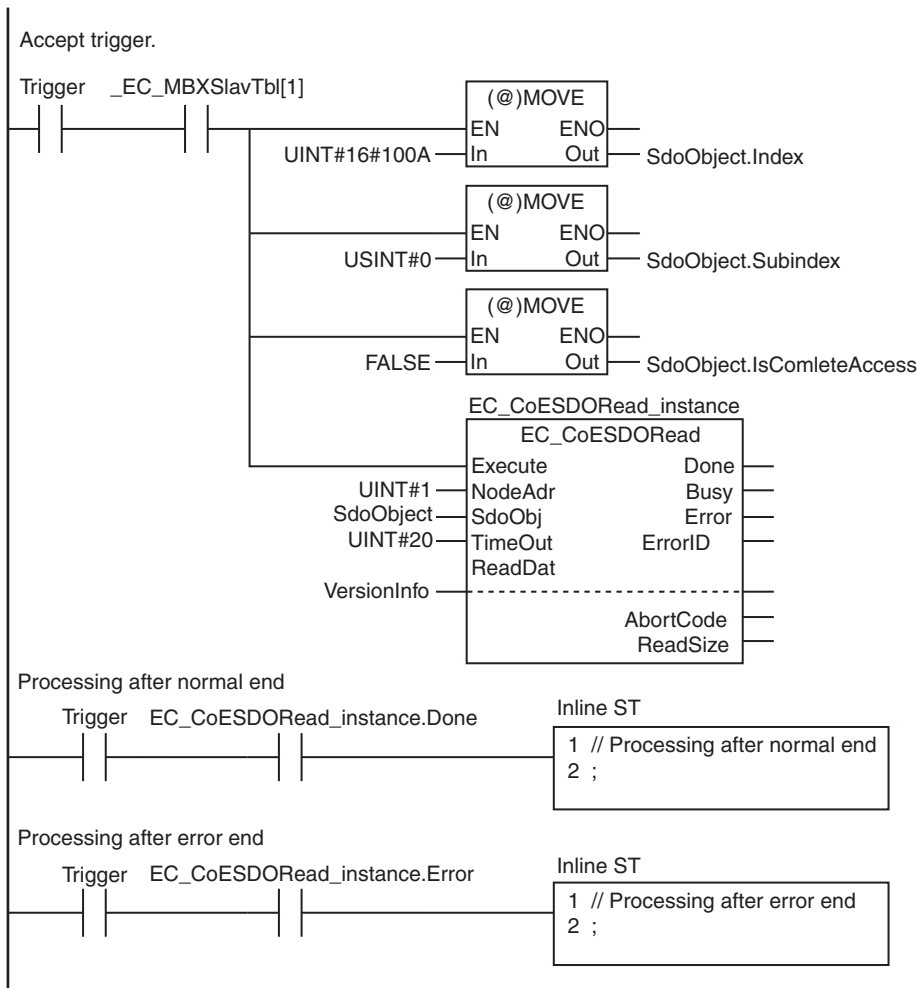 Accept trigger.
Trigger _EC_MBXSlavTbl[1]
(@)MOVE
EN ENO
UINT#16#100A In Out SdoObject.Index
(@)MOVE
EN ENO
USINT#0 In Out SdoObject.Subindex
(@)MOVE
EN ENO
FALSE In Out SdoObject.IsComleteAccess
EC_CoESDORead_instance
EC_CoESDORead
Execute Done
UINT#1 NodeAdr Busy
SdoObject SdoObj Error
UINT#20 TimeOut ErrorID
ReadDat
VersionInfo
AbortCode
ReadSize
Processing after normal end
Trigger EC_CoESDORead_instance.Done
Inline ST
1 // Processing after normal end
2 ;
Processing after error end
Trigger EC_CoESDORead_instance.Error
Inline ST
1 // Processing after error end
2 ;